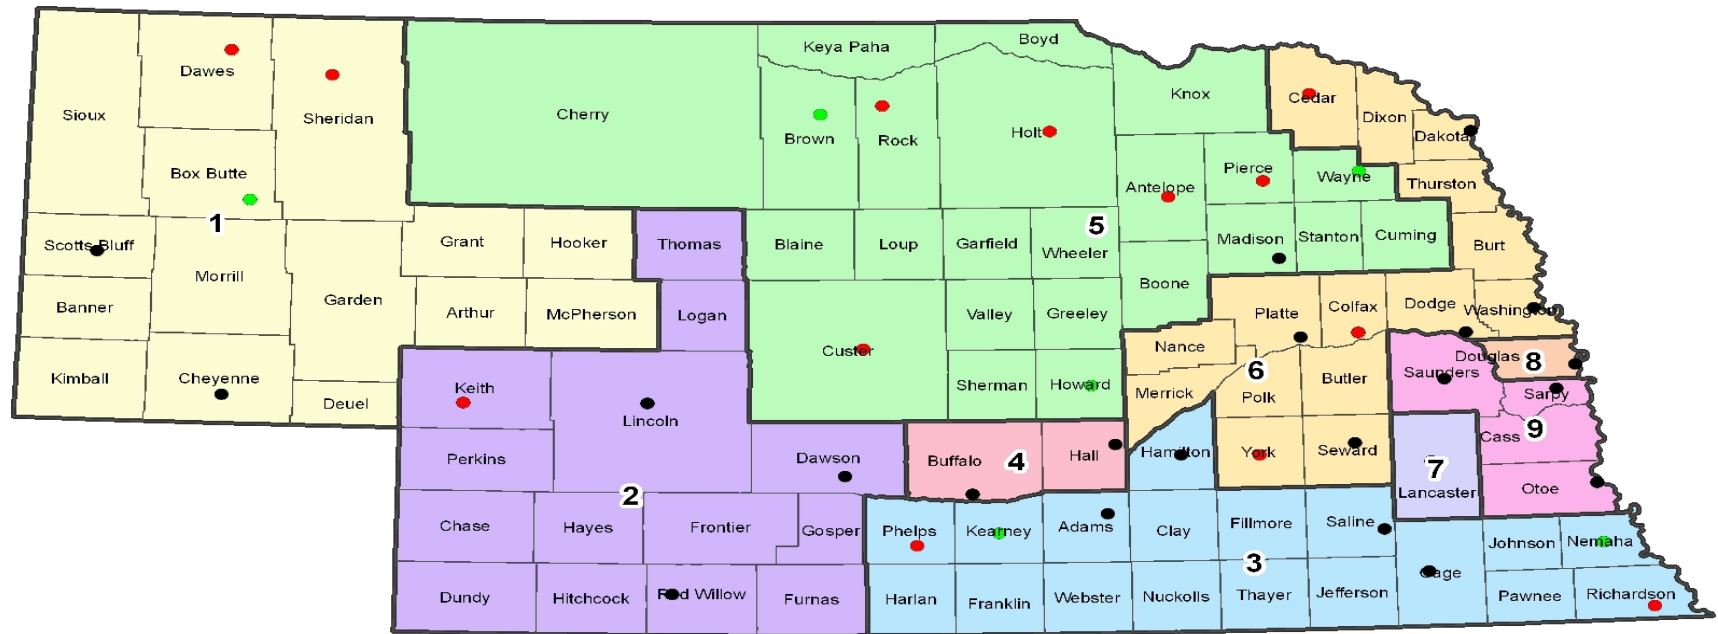 Keya Paha
Boyd
Dawes
Sioux
Sheridan
Cherry
Brown
Rock
Holt
Knox
Cedar
Dixon
Dakota
Box Butte
Antelope
Pierce
Wayne
Thurston
1
5
Scotts Bluff
Morrill
Grant
Hooker
Thomas
Blaine
Loup
Garfield
Wheeler
Madison
Stanton
Cuming
Burt
Banner
Garden
Arthur
McPherson
Logan
Valley
Greeley
Boone
Platte
Colfax
Dodge
Washington
Kimball
Cheyenne
Deuel
Keith
Lincoln
Custer
Sherman
Howard
Nance
Merrick
6
Polk
Butler
Saunders
Douglas
8
Sarpy
Perkins
Dawson
Buffalo
4
Hall
Hamilton
York
Seward
7
Lancaster
Cass
9
Otoe
2
Chase
Hayes
Frontier
Gosper
Phelps
Kearney
Adams
Clay
Fillmore
Saline
3
Johnson
Nemaha
Dundy
Hitchcock
Red Willow
Furnas
Harlan
Franklin
Webster
Nuckolls
Thayer
Jefferson
Gage
Pawnee
Richardson